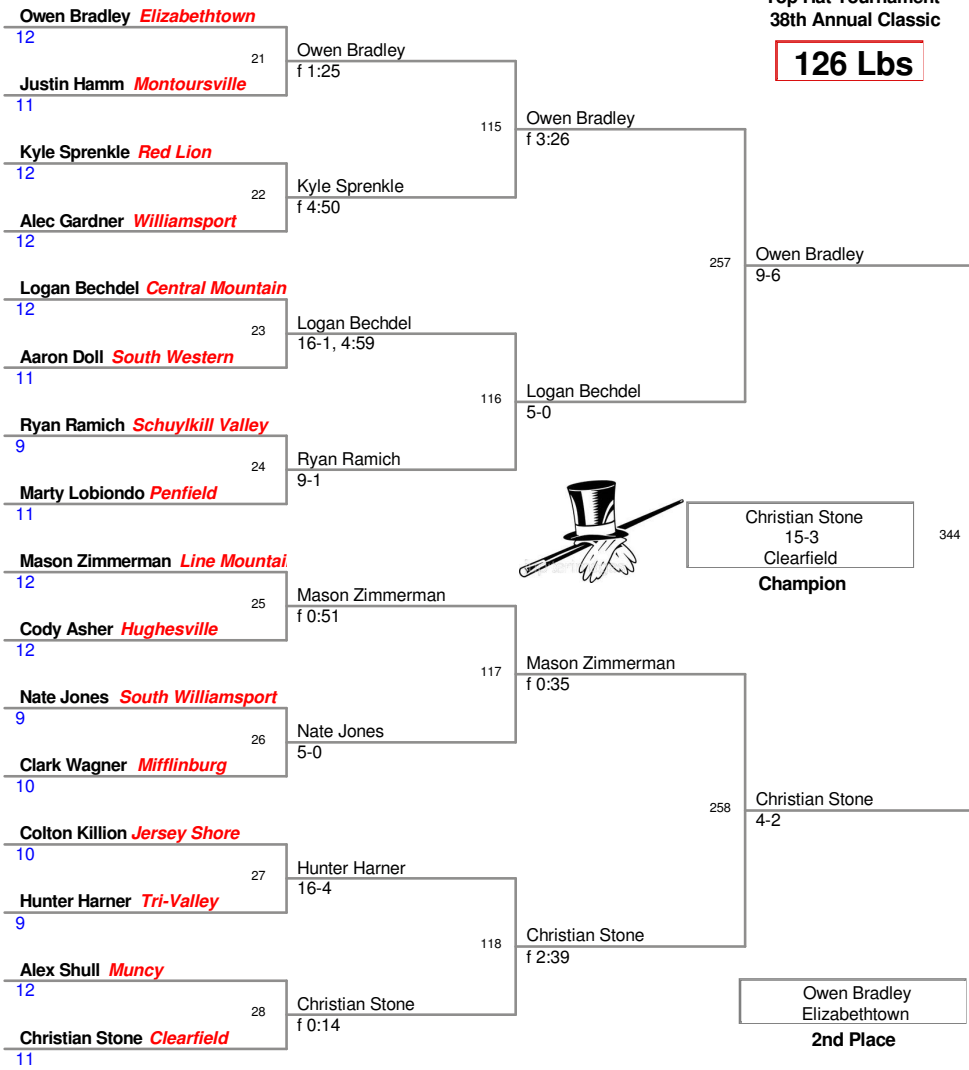 Top Hat Tournament
38th Annual Classic
126 Lbs
Owen Bradley Elizabethtown
12
21
Owen Bradley
f 1:25
Justin Hamm Montoursville
11
115
Owen Bradley
f 3:26
Kyle Sprenkle Red Lion
12
22
Kyle Sprenkle
f 4:50
Alec Gardner Williamsport
12
257
Owen Bradley
9-6
Logan Bechdel Central Mountain
12
23
Logan Bechdel
16-1, 4:59
Aaron Doll South Western
11
116
Logan Bechdel
5-0
Ryan Ramich Schuylkill Valley
9
24
Ryan Ramich
9-1
Marty Lobiondo Penfield
11
Christian Stone
15-3
Clearfield
344
Champion
Mason Zimmerman Line Mountai
12
25
Mason Zimmerman
f 0:51
Cody Asher Hughesville
12
117
Mason Zimmerman
f 0:35
Nate Jones South Williamsport
9
26
Nate Jones
5-0
Clark Wagner Mifflinburg
10
258
Christian Stone
4-2
Colton Killion Jersey Shore
10
27
Hunter Harner
16-4
Hunter Harner Tri-Valley
9
118
Christian Stone
f 2:39
Alex Shull Muncy
12
28
Christian Stone
f 0:14
Christian Stone Clearfield
11
Owen Bradley
Elizabethtown
2nd Place